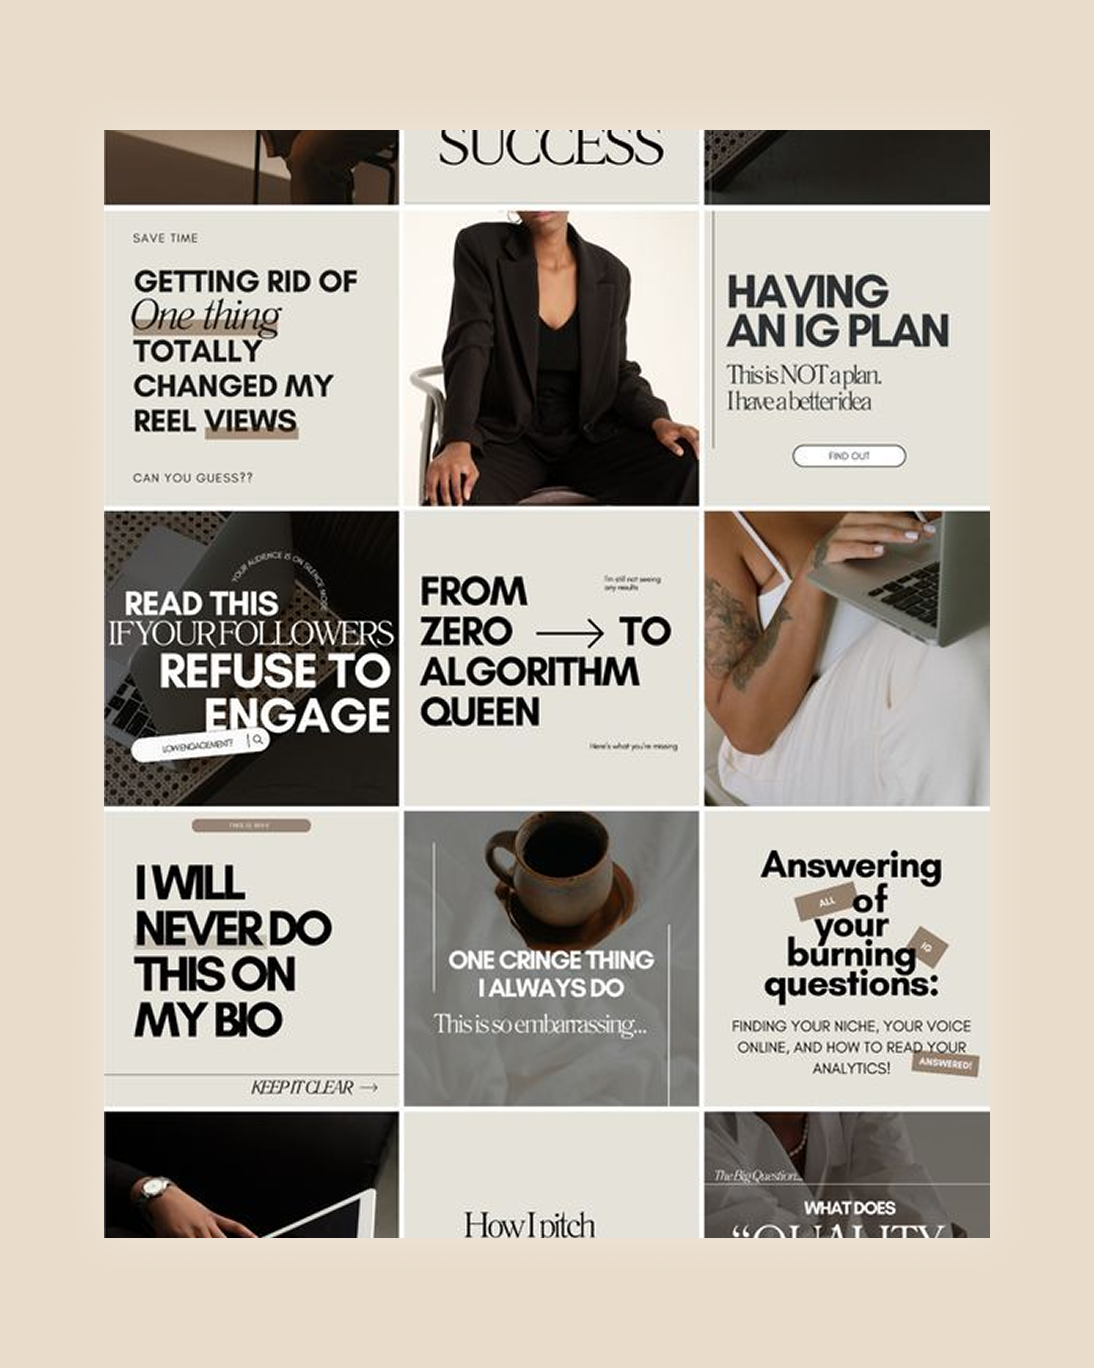 SUCCESS
SAVE TIME
GETTING RID OF
One thing
TOTALLY
CHANGED MY
REEL VIEWS
CAN YOU GUESS??
HAVING
AN IG PLAN
This is NOT a plan.
I have a better idea
FIND OUT
YOUR AUDIENCE IS ON SILENCE MODE
READ THIS
IF YOUR FOLLOWERS
REFUSE TO
ENGAGE
LOW ENGAGEMENT?
FROM
I'm still not seeing
any results
ZERO → TO
ALGORITHM
QUEEN
Here's what you're missing
THIS IS WHY
I WILL
NEVER DO
THIS ON
MY BIO
KEEP IT CLEAR →
ONE CRINGE THING
I ALWAYS DO
This is so embarrassing...
Answering
ALL of
your
burning IG
questions:
FINDING YOUR NICHE, YOUR VOICE
ONLINE, AND HOW TO READ YOUR
ANALYTICS!
ANSWERED!
How I pitch
The Big Question...
WHAT DOES
“QUALITY